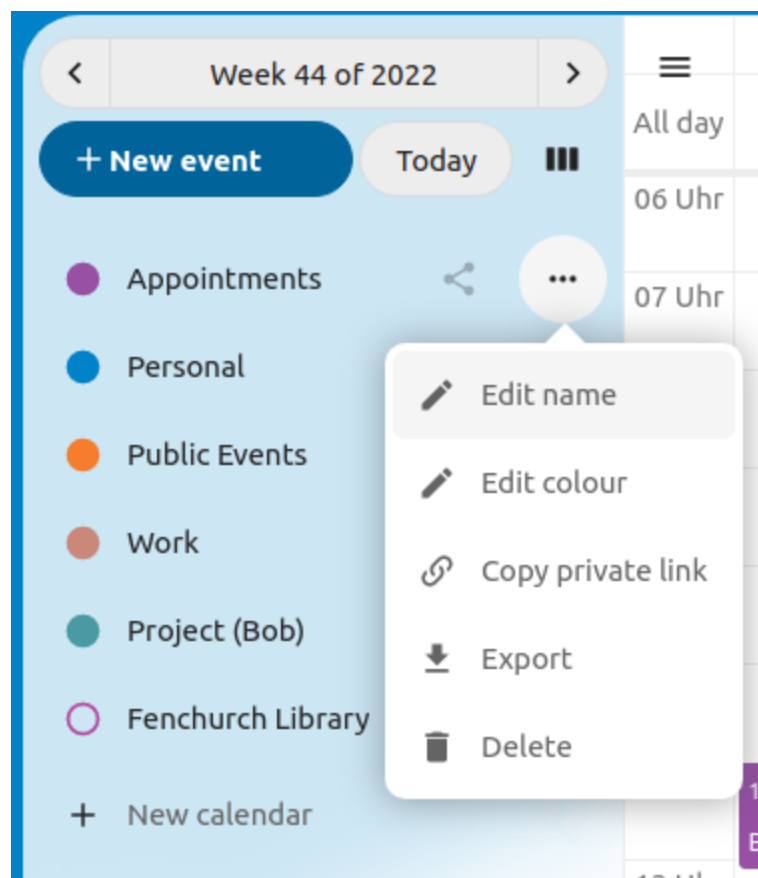 Week 44 of 2022
+ New event
Today
All day
06 Uhr
07 Uhr
Appointments
Personal
Public Events
Work
Project (Bob)
Fenchurch Library
+ New calendar
Edit name
Edit colour
Copy private link
Export
Delete